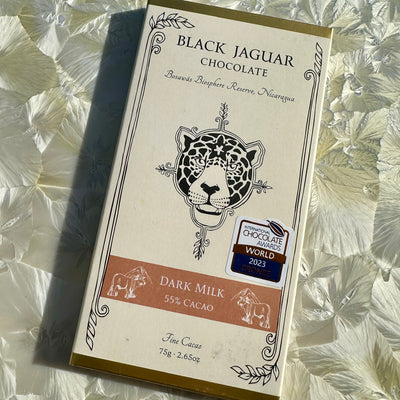 BLACK JAGUAR
CHOCOLATE
Bosawás Biosphere Reserve, Nicaragua
INTERNATIONAL
CHOCOLATE
AWARDS
WORLD
2023
DARK MILK
55% CACAO
Fine Cacao
75g · 2.65oz